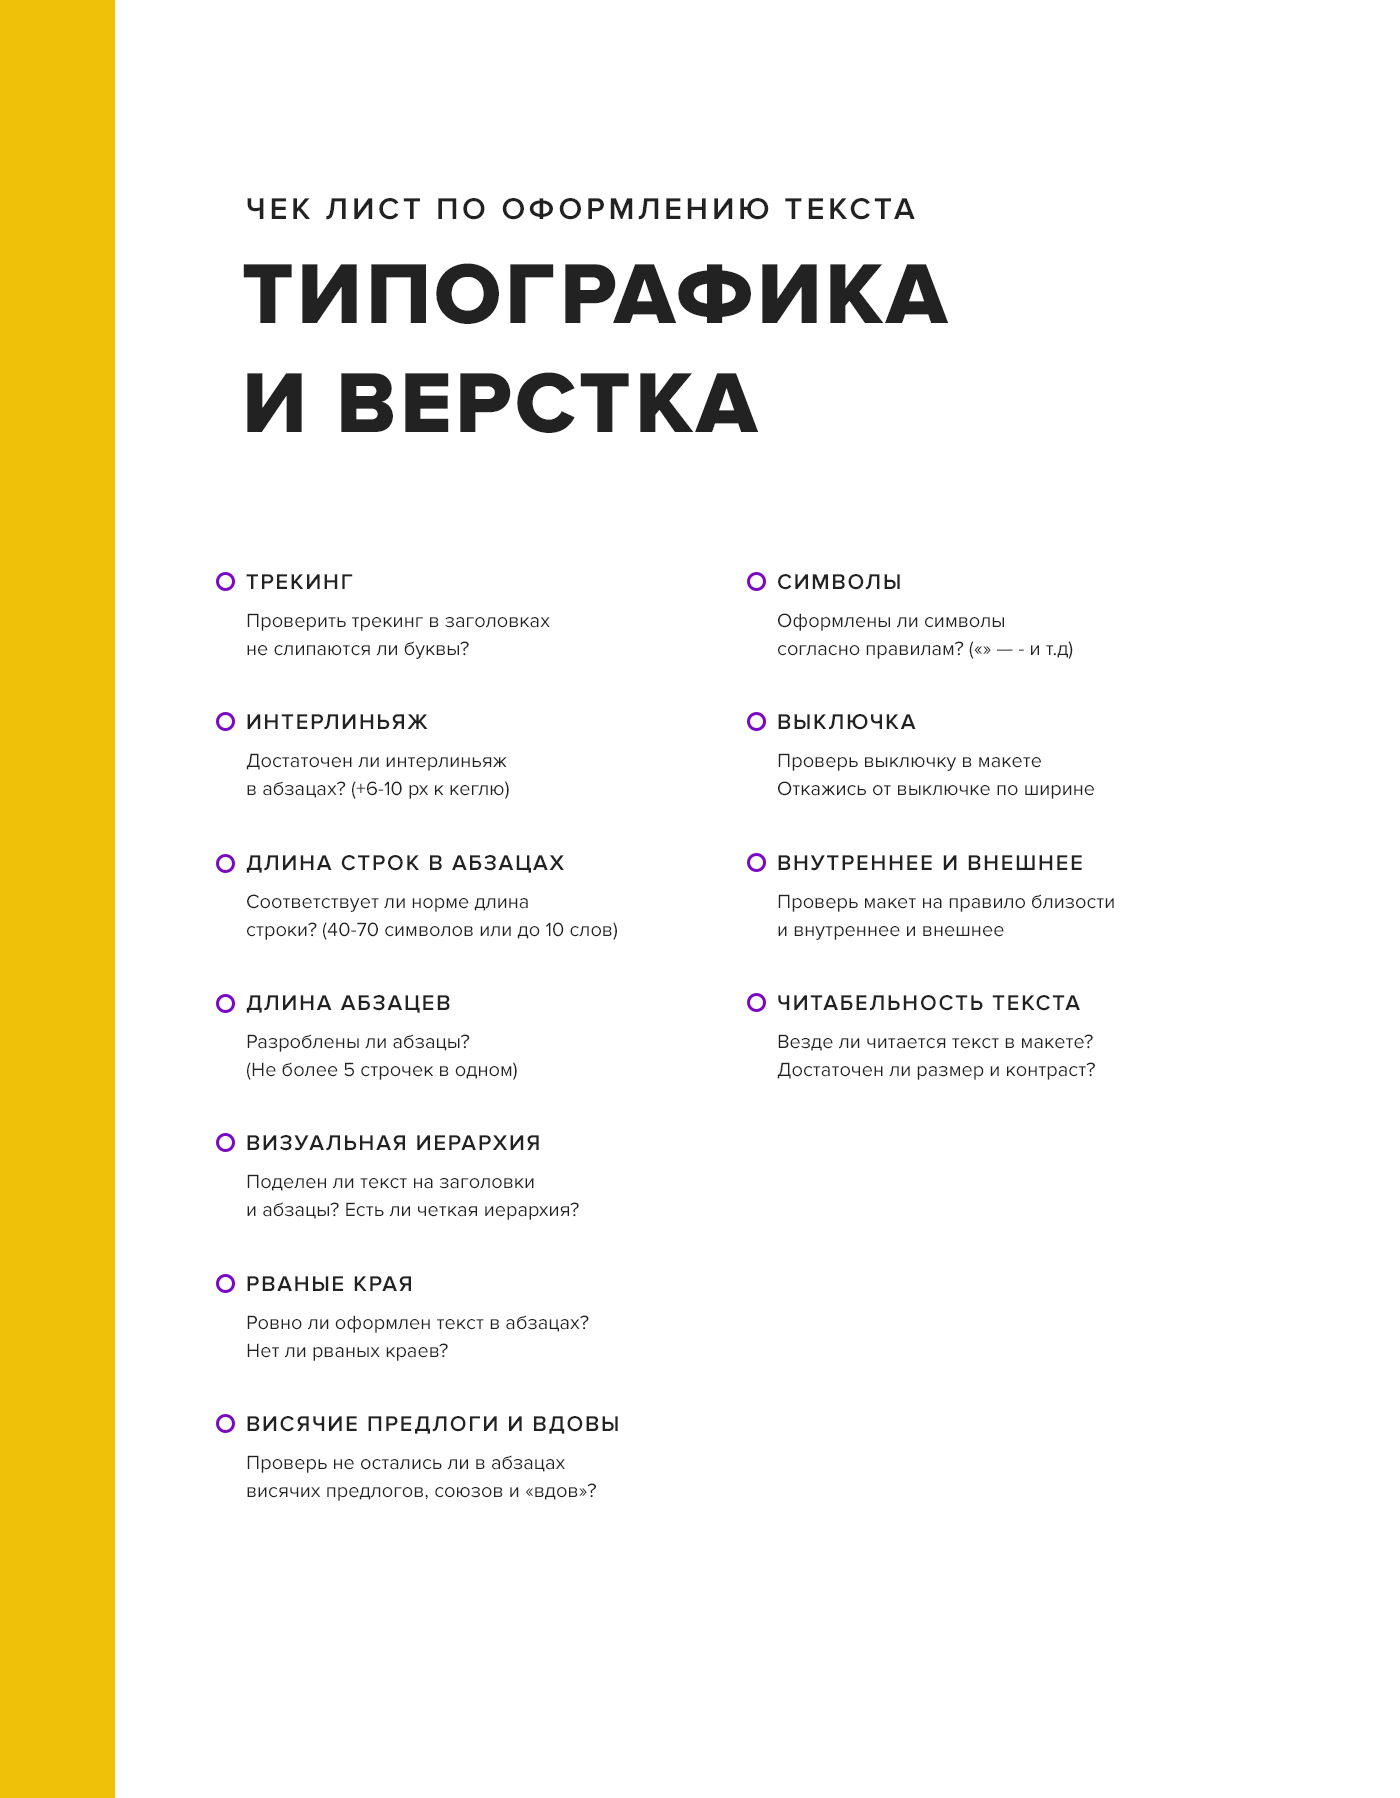 ЧЕК ЛИСТ ПО ОФОРМЛЕНИЮ ТЕКСТА
ТИПОГРАФИКА
И ВЕРСТКА
ТРЕКИНГ
Проверить трекинг в заголовках
не слипаются ли буквы?
ИНТЕРЛИНЬЯЖ
Достаточен ли интерлиньяж
в абзацах? (+6-10 px к кеглю)
ДЛИНА СТРОК В АБЗАЦАХ
Соответствует ли норме длина
строки? (40-70 символов или до 10 слов)
ДЛИНА АБЗАЦЕВ
Разроблены ли абзацы?
(Не более 5 строчек в одном)
ВИЗУАЛЬНАЯ ИЕРАРХИЯ
Поделен ли текст на заголовки
и абзацы? Есть ли четкая иерархия?
РВАНЫЕ КРАЯ
Ровно ли оформлен текст в абзацах?
Нет ли рваных краев?
ВИСЯЧИЕ ПРЕДЛОГИ И ВДОВЫ
Проверь не остались ли в абзацах
висячих предлогов, союзов и «вдов»?
СИМВОЛЫ
Оформлены ли символы
согласно правилам? («» — - и т.д)
ВЫКЛЮЧКА
Проверь выключку в макете
Откажись от выключке по ширине
ВНУТРЕННЕЕ И ВНЕШНЕЕ
Проверь макет на правило близости
и внутреннее и внешнее
ЧИТАБЕЛЬНОСТЬ ТЕКСТА
Везде ли читается текст в макете?
Достаточен ли размер и контраст?